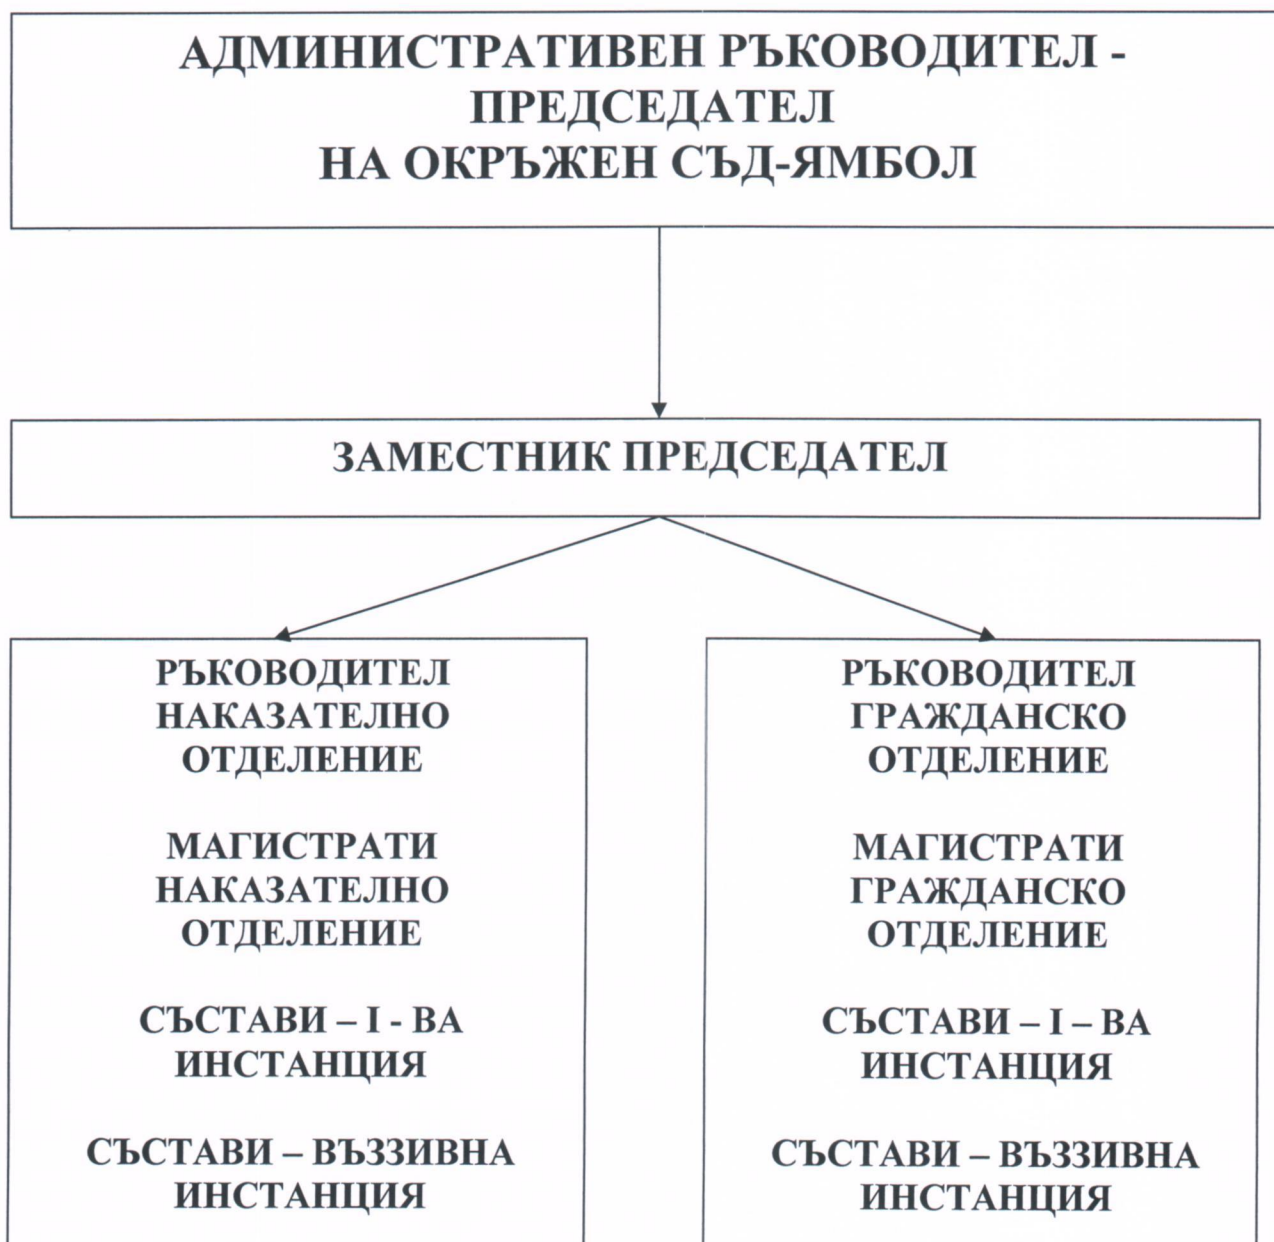 АДМИНИСТРАТИВЕН РЪКОВОДИТЕЛ -
ПРЕДСЕДАТЕЛ
НА ОКРЪЖЕН СЪД-ЯМБОЛ
ЗАМЕСТНИК ПРЕДСЕДАТЕЛ
РЪКОВОДИТЕЛ
НАКАЗАТЕЛНО
ОТДЕЛЕНИЕ
МАГИСТРАТИ
НАКАЗАТЕЛНО
ОТДЕЛЕНИЕ
СЪСТАВИ – I - ВА
ИНСТАНЦИЯ
СЪСТАВИ – ВЪЗЗИВНА
ИНСТАНЦИЯ
РЪКОВОДИТЕЛ
ГРАЖДАНСКО
ОТДЕЛЕНИЕ
МАГИСТРАТИ
ГРАЖДАНСКО
ОТДЕЛЕНИЕ
СЪСТАВИ – I – ВА
ИНСТАНЦИЯ
СЪСТАВИ – ВЪЗЗИВНА
ИНСТАНЦИЯ